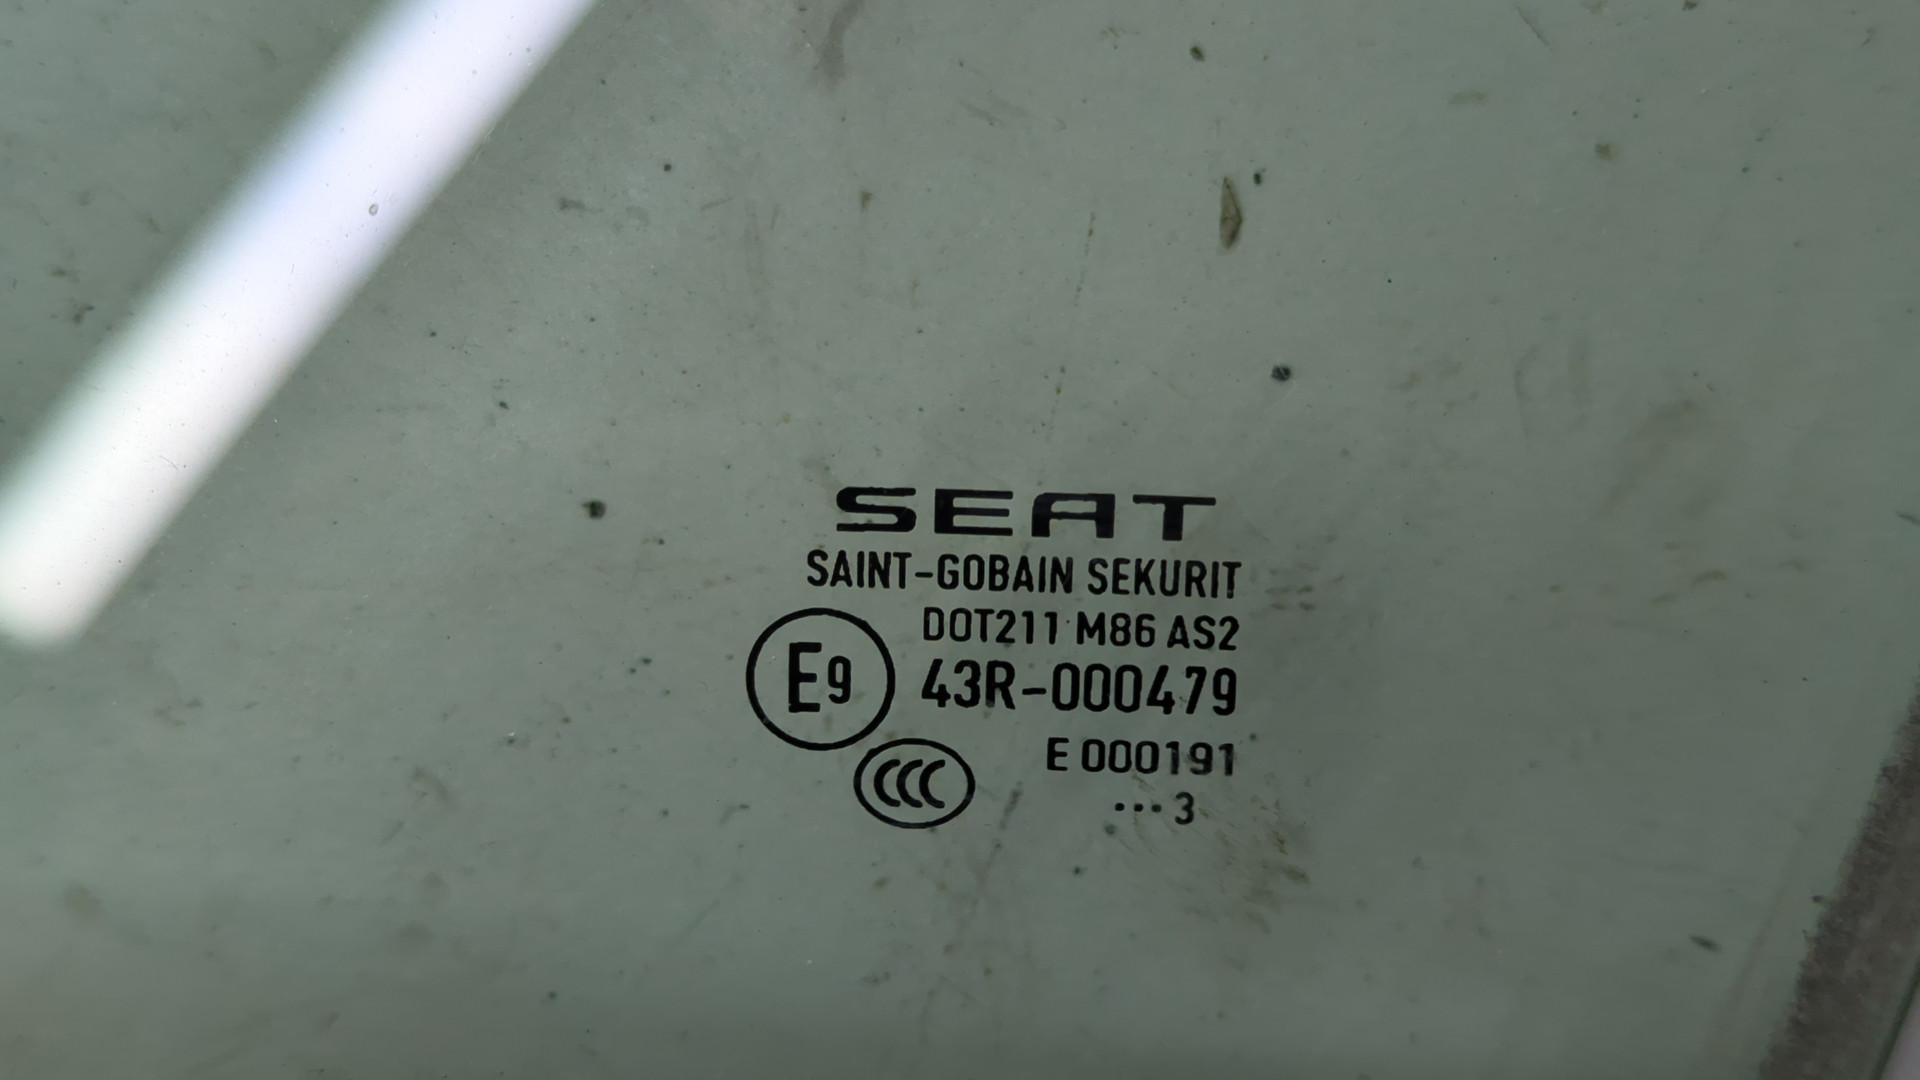 SEAT
SAINT-GOBAIN SEKURIT
DOT211 M86 AS2
E9 43R-000479
CCC E 000191
... 3